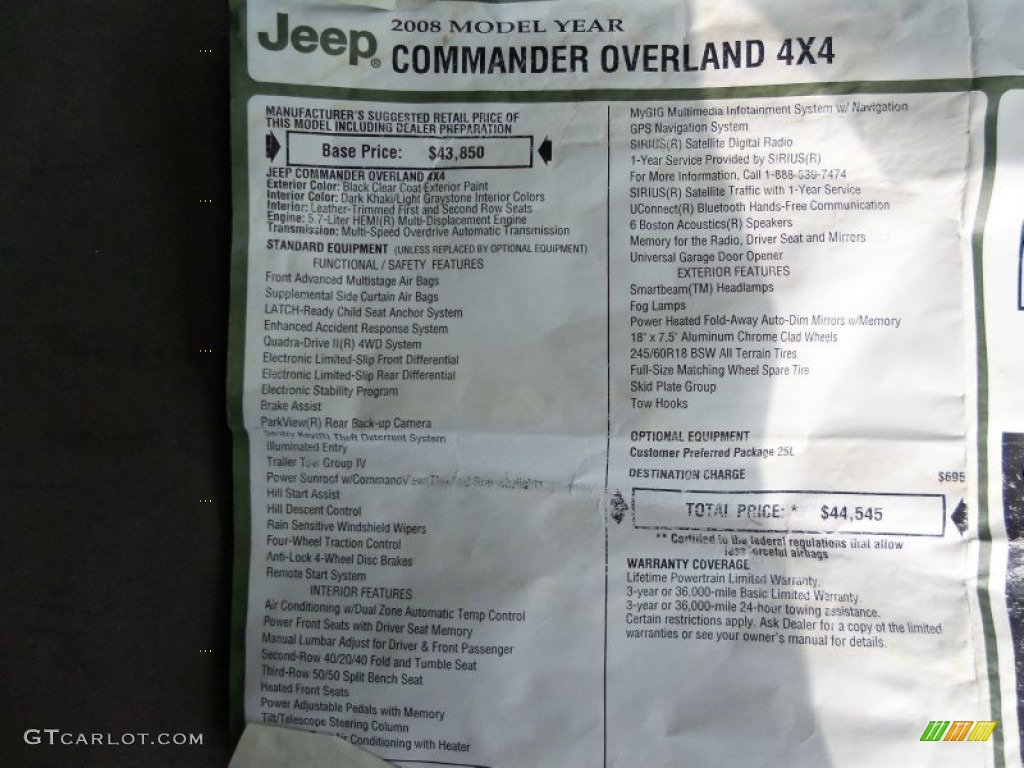 Jeep®
2008 MODEL YEAR
COMMANDER OVERLAND 4X4
MANUFACTURER'S SUGGESTED RETAIL PRICE OF
THIS MODEL INCLUDING DEALER PREPARATION
Base Price: $43,850
JEEP COMMANDER OVERLAND 4X4
Exterior Color: Black Clear Coat Exterior Paint
Interior Color: Dark Khaki/Light Graystone Interior Colors
Interior: Leather-Trimmed First and Second Row Seats
Engine: 5.7-Liter HEMI(R) Multi-Displacement Engine
Transmission: Multi-Speed Overdrive Automatic Transmission
STANDARD EQUIPMENT (UNLESS REPLACED BY OPTIONAL EQUIPMENT)
FUNCTIONAL / SAFETY FEATURES
Front Advanced Multistage Air Bags
Supplemental Side Curtain Air Bags
LATCH-Ready Child Seat Anchor System
Enhanced Accident Response System
Quadra-Drive II(R) 4WD System
Electronic Limited-Slip Front Differential
Electronic Limited-Slip Rear Differential
Electronic Stability Program
Brake Assist
ParkView(R) Rear Back-up Camera
Sentry Key(R) Theft Deterrent System
Illuminated Entry
Trailer Tow Group IV
Power Sunroof w/CommandView
Hill Start Assist
Hill Descent Control
Rain Sensitive Windshield Wipers
Four-Wheel Traction Control
Anti-Lock 4-Wheel Disc Brakes
Remote Start System
INTERIOR FEATURES
Air Conditioning w/Dual Zone Automatic Temp Control
Power Front Seats with Driver Seat Memory
Manual Lumbar Adjust for Driver & Front Passenger
Second-Row 40/20/40 Fold and Tumble Seat
Third-Row 50/50 Split Bench Seat
Heated Front Seats
Power Adjustable Pedals with Memory
Tilt/Telescope Steering Column
Air Conditioning with Heater
MyGIG Multimedia Infotainment System w/ Navigation
GPS Navigation System
SIRIUS(R) Satellite Digital Radio
1-Year Service Provided by SIRIUS(R)
For More Information, Call 1-888-539-7474
SIRIUS(R) Satellite Traffic with 1-Year Service
UConnect(R) Bluetooth Hands-Free Communication
6 Boston Acoustics(R) Speakers
Memory for the Radio, Driver Seat and Mirrors
Universal Garage Door Opener
EXTERIOR FEATURES
Smartbeam(TM) Headlamps
Fog Lamps
Power Heated Fold-Away Auto-Dim Mirrors w/Memory
18" x 7.5" Aluminum Chrome Clad Wheels
245/60R18 BSW All Terrain Tires
Full-Size Matching Wheel Spare Tire
Skid Plate Group
Tow Hooks
OPTIONAL EQUIPMENT
Customer Preferred Package 25L
DESTINATION CHARGE $695
TOTAL PRICE: * $44,545
** Certified to the federal regulations that allow
less forceful airbags
WARRANTY COVERAGE
Lifetime Powertrain Limited Warranty.
3-year or 36,000-mile Basic Limited Warranty.
3-year or 36,000-mile 24-hour towing assistance.
Certain restrictions apply. Ask Dealer for a copy of the limited
warranties or see your owner's manual for details.
GTCARLOT.COM